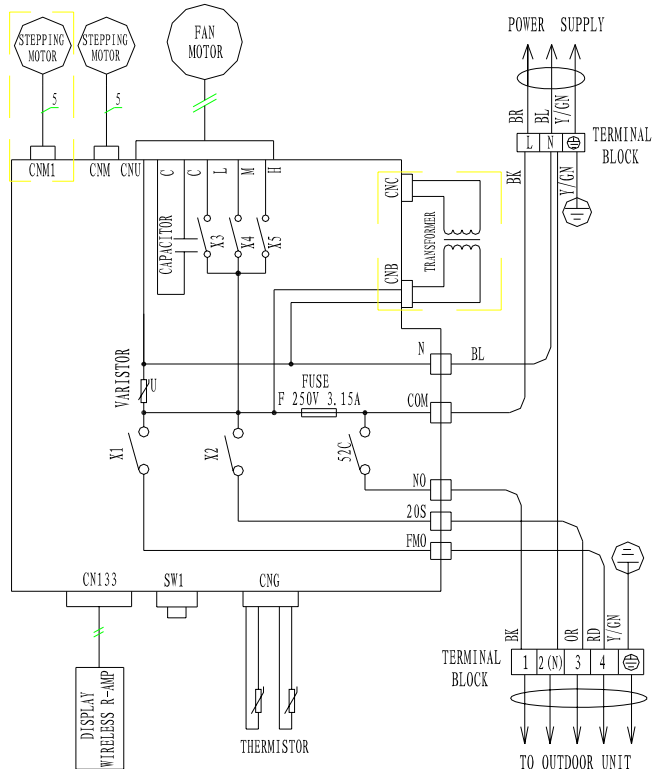 STEPPING
MOTOR
STEPPING
MOTOR
FAN
MOTOR
POWER SUPPLY
5
5
BR
BL
Y/GN
L
N
TERMINAL
BLOCK
CNM1
CNM
CNU
C
C
L
M
H
BK
Y/GN
CNC
CAPACITOR
X3
X4
X5
TRANSFORMER
CNB
N
BL
VARISTOR
U
FUSE
F 250V 3.15A
COM
X1
X2
52C
NO
20S
FMO
CN133
SW1
CNG
BK
OR
RD
Y/GN
TERMINAL
BLOCK
1
2(N)
3
4
DISPLAY
WIRELESS R-AMP
THERMISTOR
TO OUTDOOR UNIT